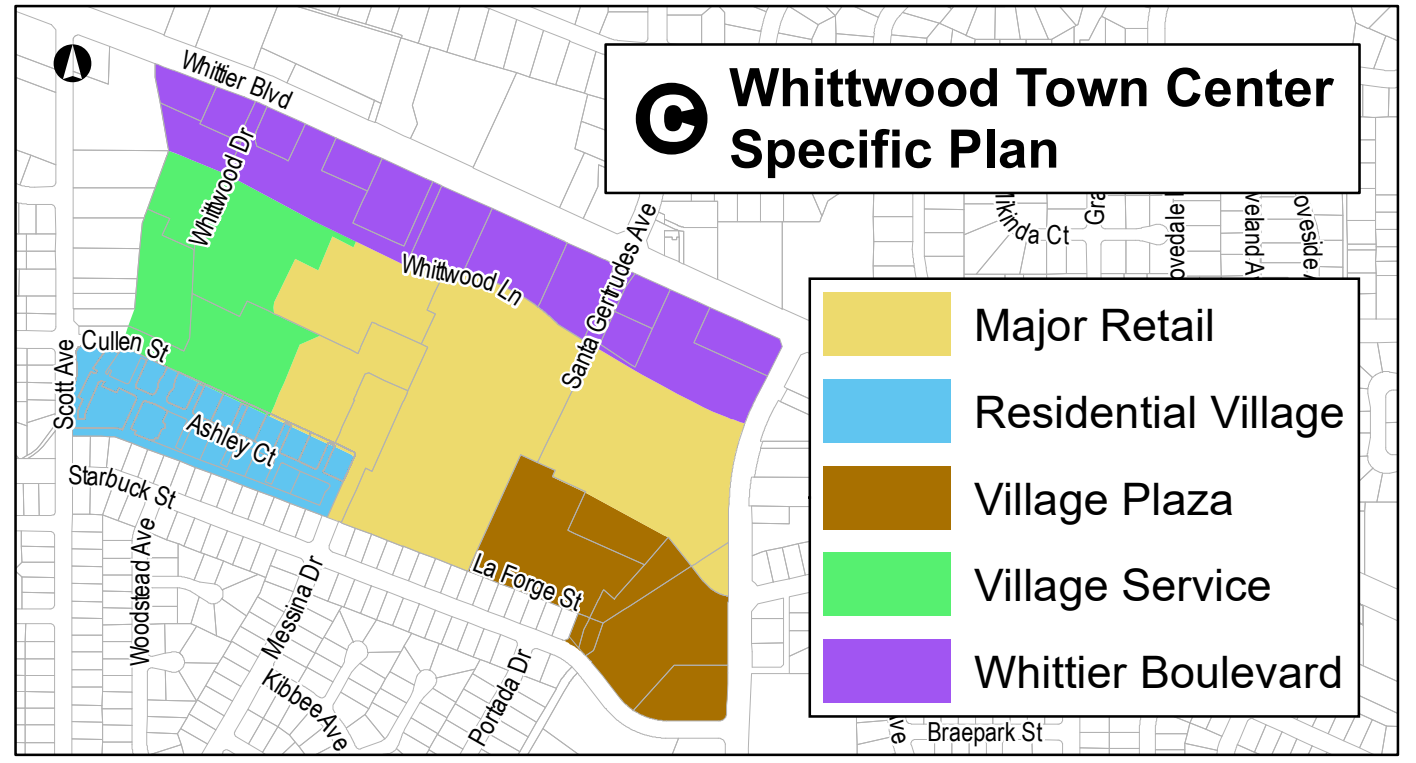 C
Whittwood Town Center
Specific Plan
Whittier Blvd
Whittwood Dr
Santa Gertrudes Ave
Whittwood Ln
Cullen St
Scott Ave
Ashley Ct
Starbuck St
Woodstead Ave
Messina Dr
La Forge St
Kibbee Ave
Portada Dr
Braepark St
Major Retail
Residential Village
Village Plaza
Village Service
Whittier Boulevard